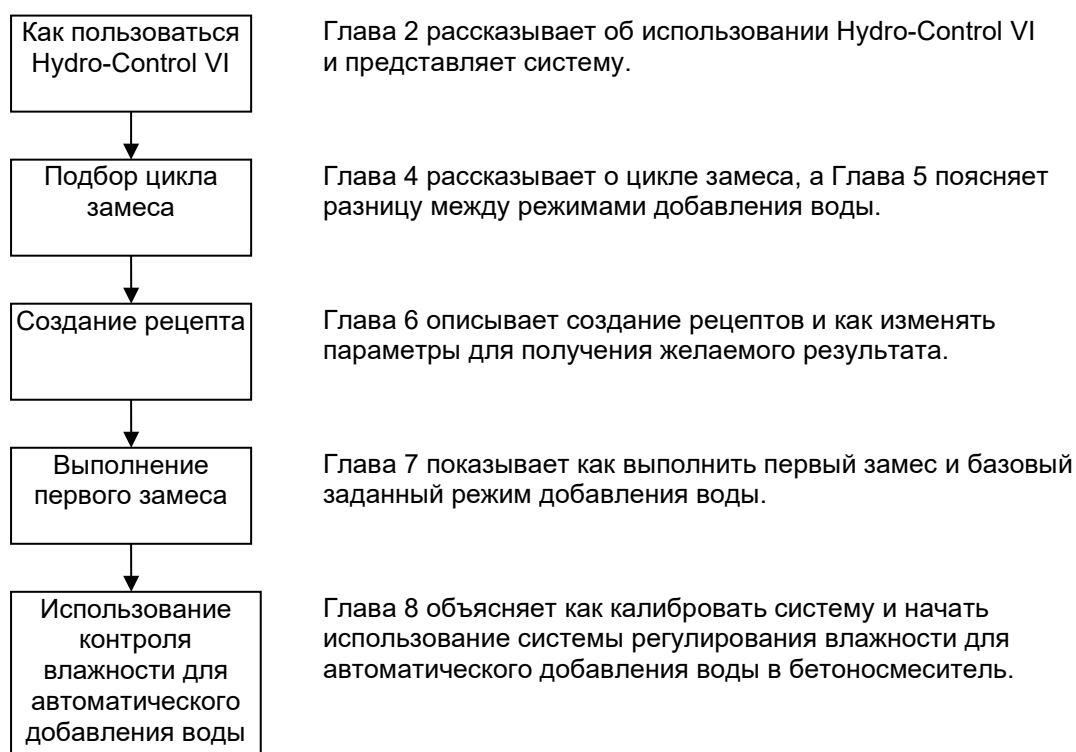 Как пользоваться
Hydro-Control VI
Глава 2 рассказывает об использовании Hydro-Control VI
и представляет систему.
Подбор цикла
замеса
Глава 4 рассказывает о цикле замеса, а Глава 5 поясняет
разницу между режимами добавления воды.
Создание рецепта
Глава 6 описывает создание рецептов и как изменять
параметры для получения желаемого результата.
Выполнение
первого замеса
Глава 7 показывает как выполнить первый замес и базовый
заданный режим добавления воды.
Использование
контроля
влажности для
автоматического
добавления воды
Глава 8 объясняет как калибровать систему и начать
использование системы регулирования влажности для
автоматического добавления воды в бетоносмеситель.